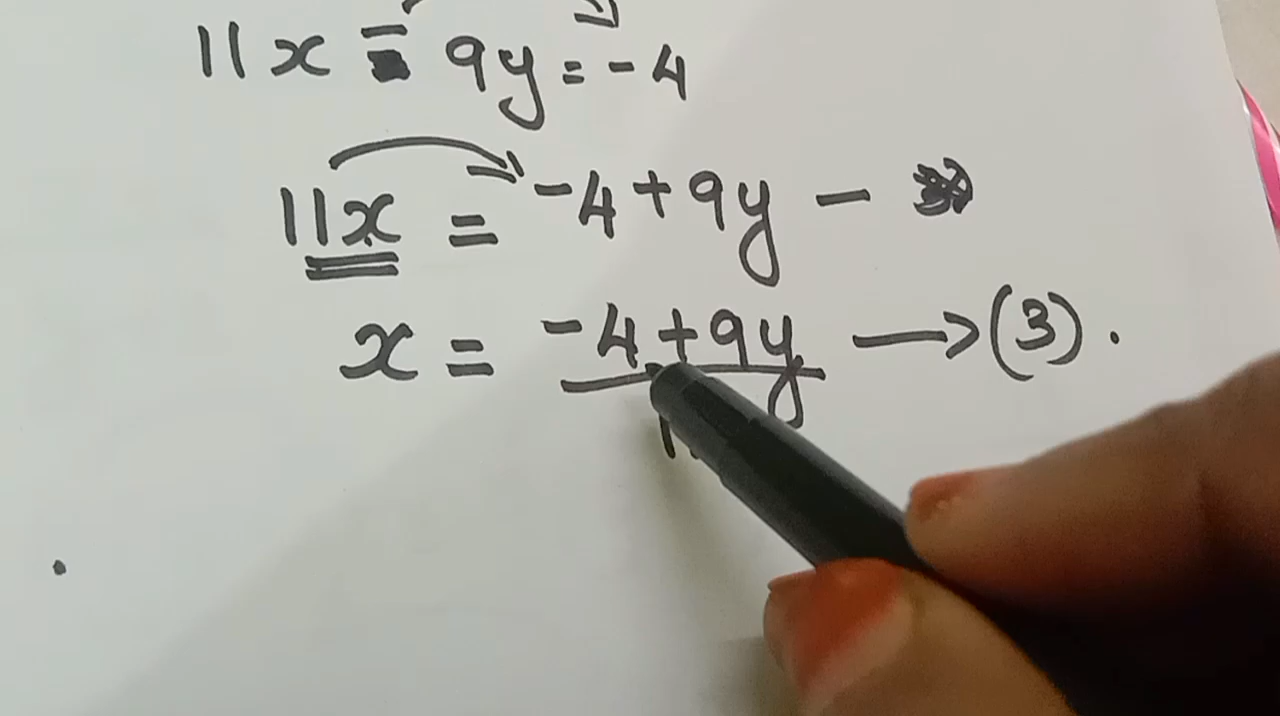 11x - 9y = -4
11x = -4 + 9y -
x = -4 + 9y ⟶ (3).